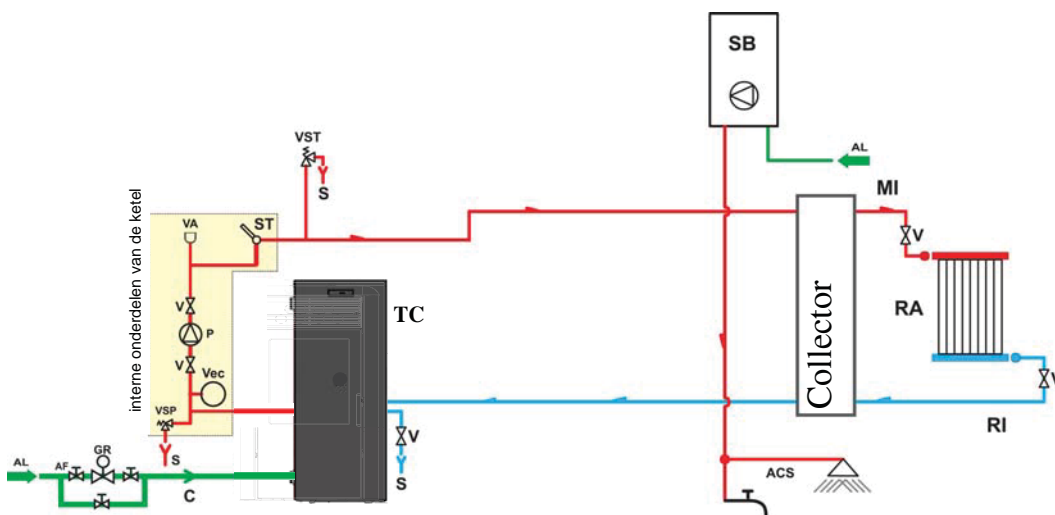 SB
AL
VST
S
MI
interne onderdelen van de ketel
VA
ST
V
V
P
V
Vec
VSP
S
TC
Collector
RA
V
RI
V
S
AL
AF
GR
C
ACS